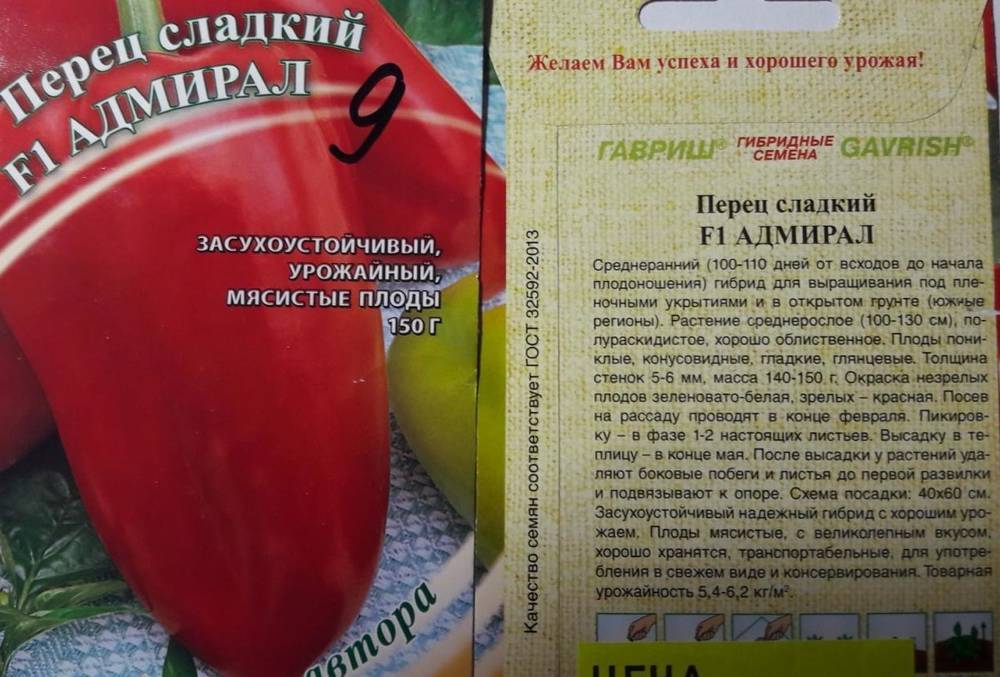 Перец сладкий
F1 АДМИРАЛ
9
ЗАСУХОУСТОЙЧИВЫЙ,
УРОЖАЙНЫЙ,
МЯСИСТЫЕ ПЛОДЫ
150 Г
автора
Желаем Вам успеха и хорошего урожая!
ГАВРИШ® ГИБРИДНЫЕ СЕМЕНА GAVRISH®
Перец сладкий
F1 АДМИРАЛ
Среднеранний (100-110 дней от всходов до начала
плодоношения) гибрид для выращивания под пле-
ночными укрытиями и в открытом грунте (южные
регионы). Растение среднерослое (100-130 см), по-
лураскидистое, хорошо облиственное. Плоды пони-
клые, конусовидные, гладкие, глянцевые. Толщина
стенок 5-6 мм, масса 140-150 г. Окраска незрелых
плодов зеленовато-белая, зрелых – красная. Посев
на рассаду проводят в конце февраля. Пикиров-
ку – в фазе 1-2 настоящих листьев. Высадку в те-
плицу – в конце мая. После высадки у растений уда-
ляют боковые побеги и листья до первой развилки
и подвязывают к опоре. Схема посадки: 40х60 см.
Засухоустойчивый надежный гибрид с хорошим уро-
жаем. Плоды мясистые, с великолепным вкусом,
хорошо хранятся, транспортабельные, для употре-
бления в свежем виде и консервирования. Товарная
урожайность 5,4-6,2 кг/м².
Качество семян соответствует ГОСТ 32592-2013
ЦЕНА